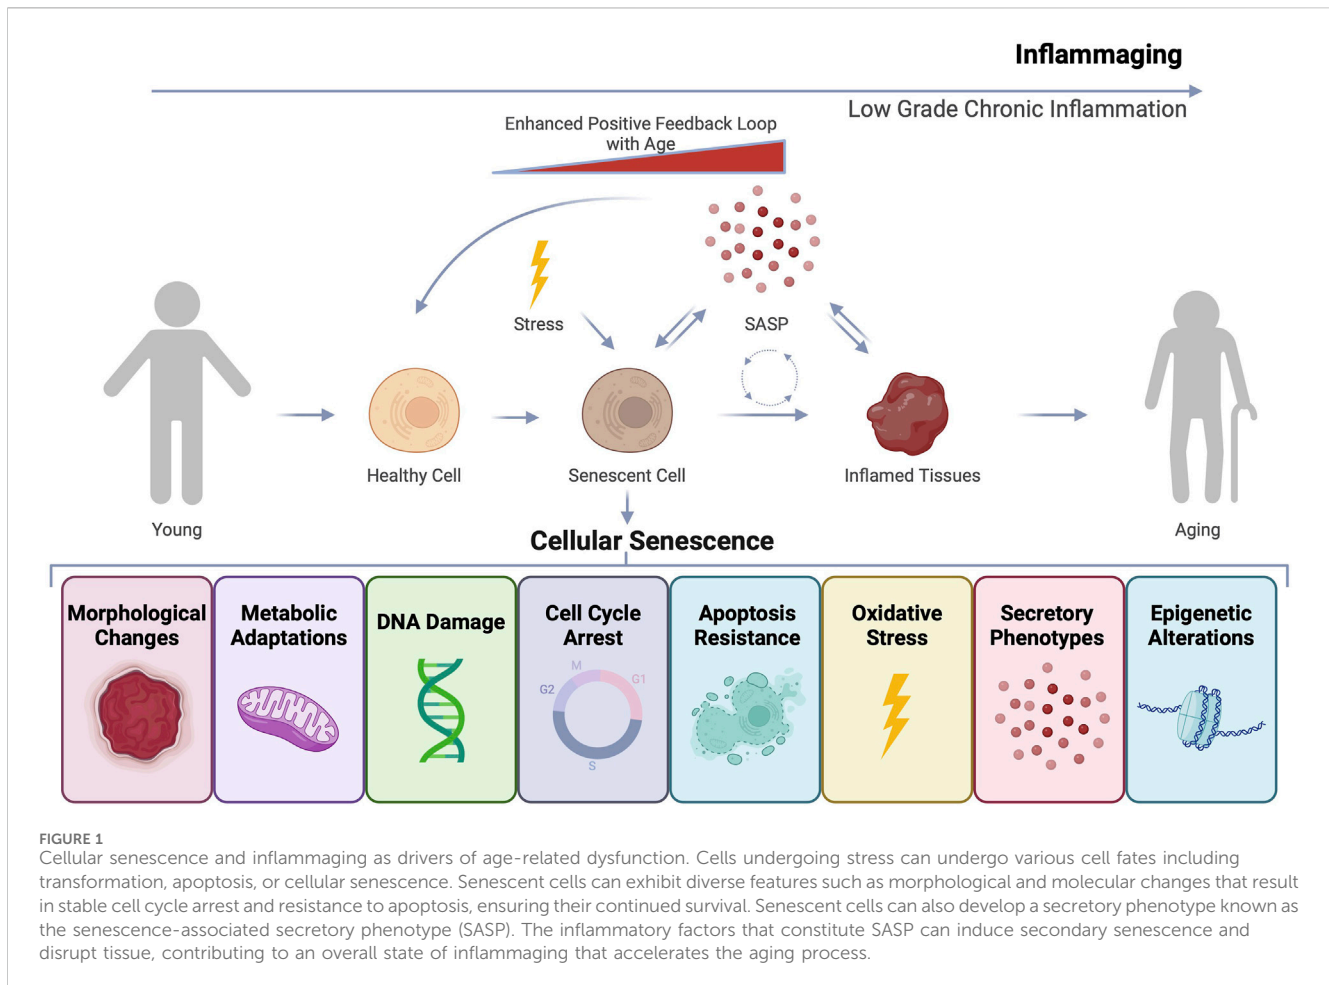 Inflammaging
Low Grade Chronic Inflammation
Enhanced Positive Feedback Loop
with Age
Stress
SASP
Healthy Cell
Senescent Cell
Inflamed Tissues
Young
Aging
Cellular Senescence
Morphological
Changes
Metabolic
Adaptations
DNA Damage
Cell Cycle
Arrest
M
G1
G2
S
Apoptosis
Resistance
Oxidative
Stress
Secretory
Phenotypes
Epigenetic
Alterations
FIGURE 1
Cellular senescence and inflammaging as drivers of age-related dysfunction. Cells undergoing stress can undergo various cell fates including
transformation, apoptosis, or cellular senescence. Senescent cells can exhibit diverse features such as morphological and molecular changes that result
in stable cell cycle arrest and resistance to apoptosis, ensuring their continued survival. Senescent cells can also develop a secretory phenotype known as
the senescence-associated secretory phenotype (SASP). The inflammatory factors that constitute SASP can induce secondary senescence and
disrupt tissue, contributing to an overall state of inflammaging that accelerates the aging process.